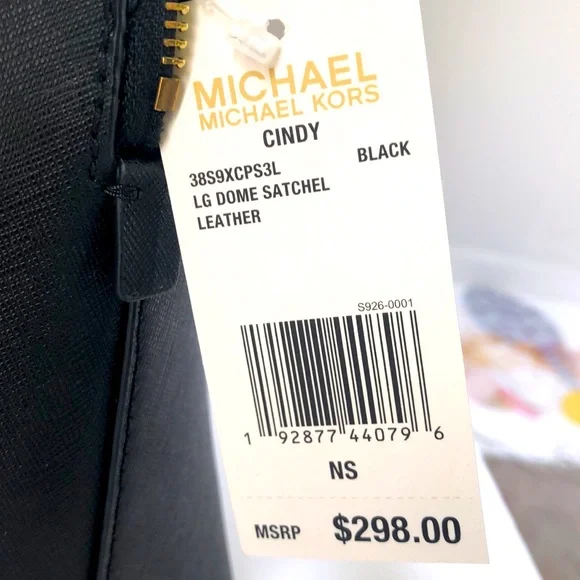 MICHAEL
MICHAEL KORS
CINDY
38S9XCPS3L BLACK
LG DOME SATCHEL
LEATHER
S926-0001
1 92877 44079 6
NS
MSRP $298.00